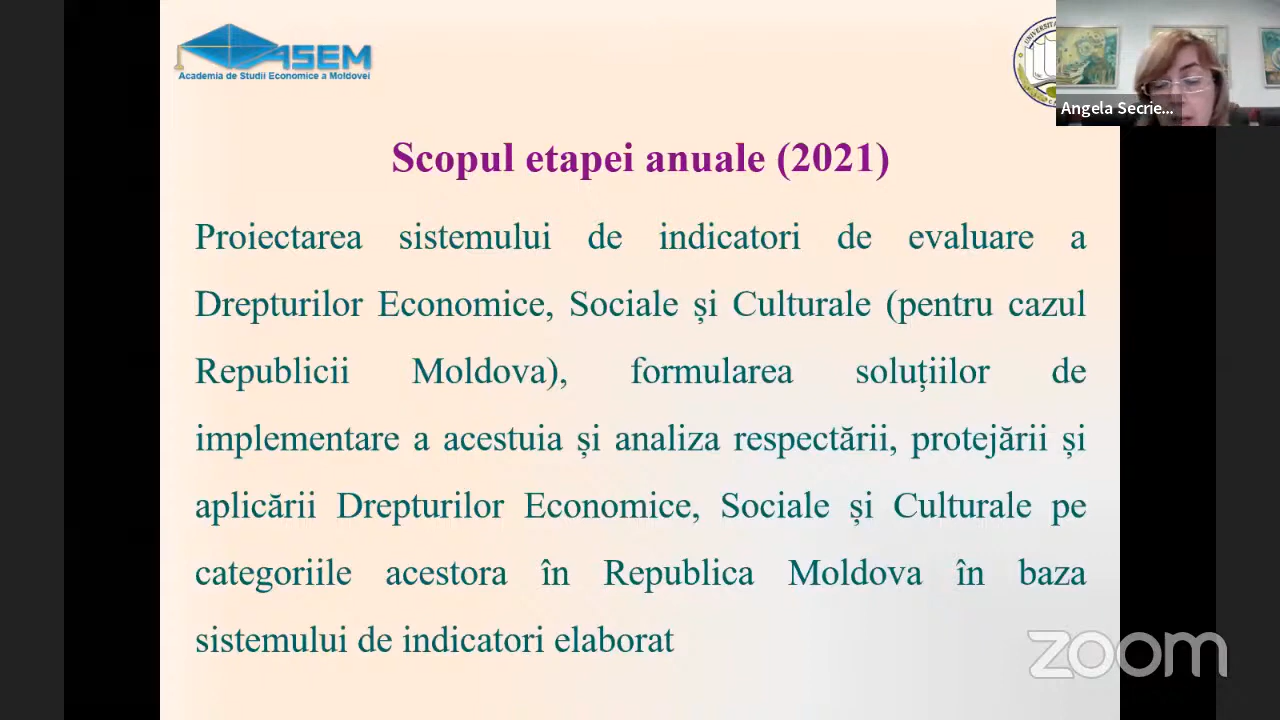 ASEM
Academia de Studii Economice a Moldovei
Angela Secrie...
Scopul etapei anuale (2021)
Proiectarea sistemului de indicatori de evaluare a
Drepturilor Economice, Sociale și Culturale (pentru cazul
Republicii Moldova), formularea soluțiilor de
implementare a acestuia și analiza respectării, protejării și
aplicării Drepturilor Economice, Sociale și Culturale pe
categoriile acestora în Republica Moldova în baza
sistemului de indicatori elaborat
zoom